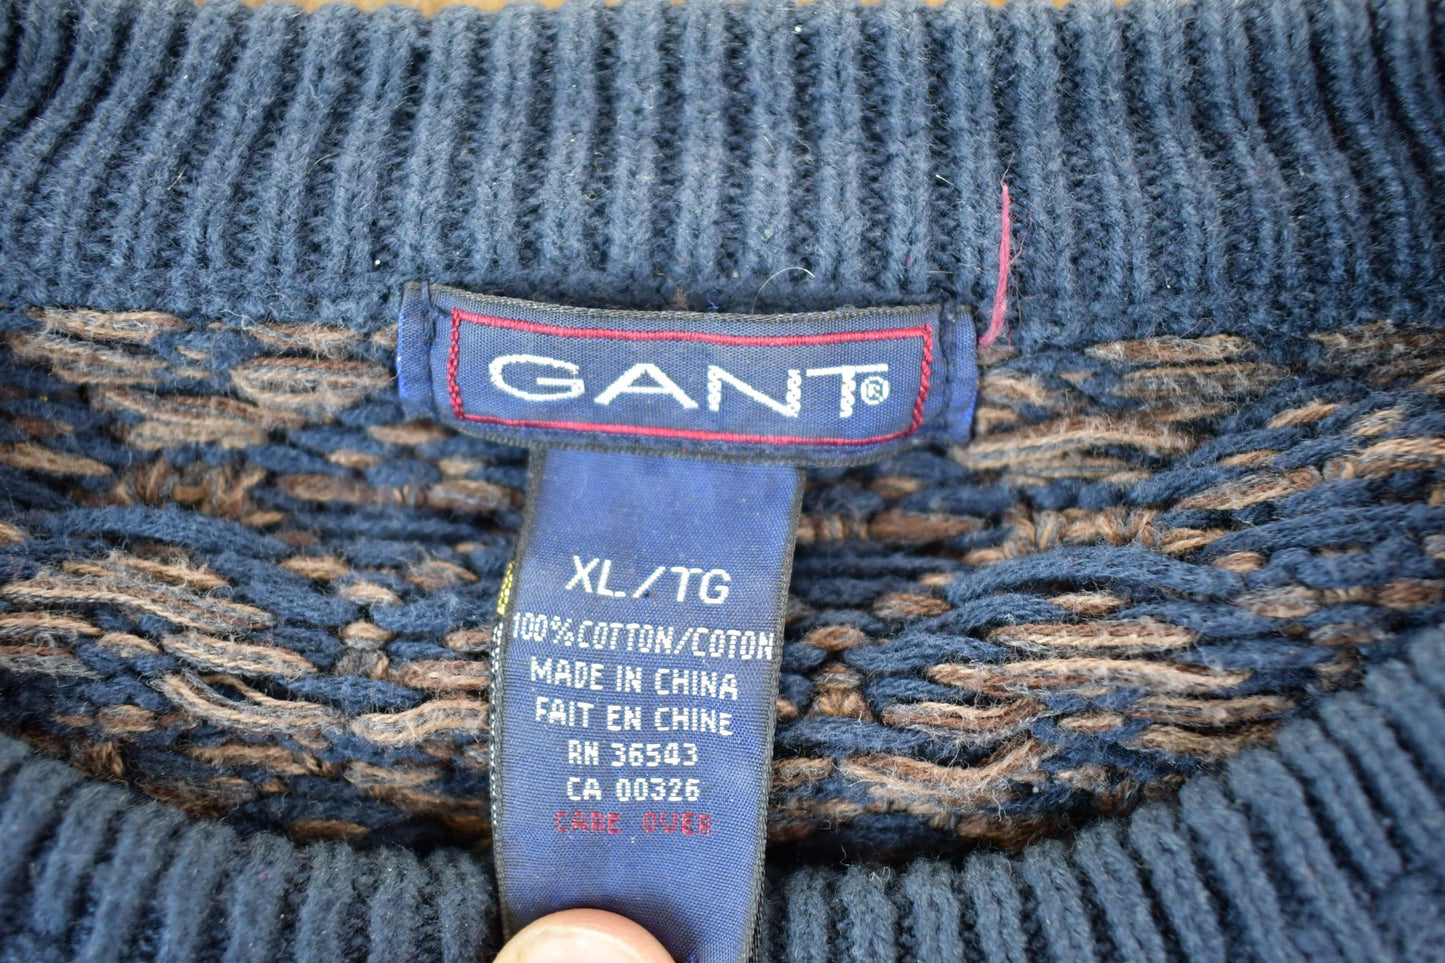 GANT®
XL/TG
100%COTTON/COTON
MADE IN CHINA
FAIT EN CHINE
RN 36543
CA 00326
CARE OVER